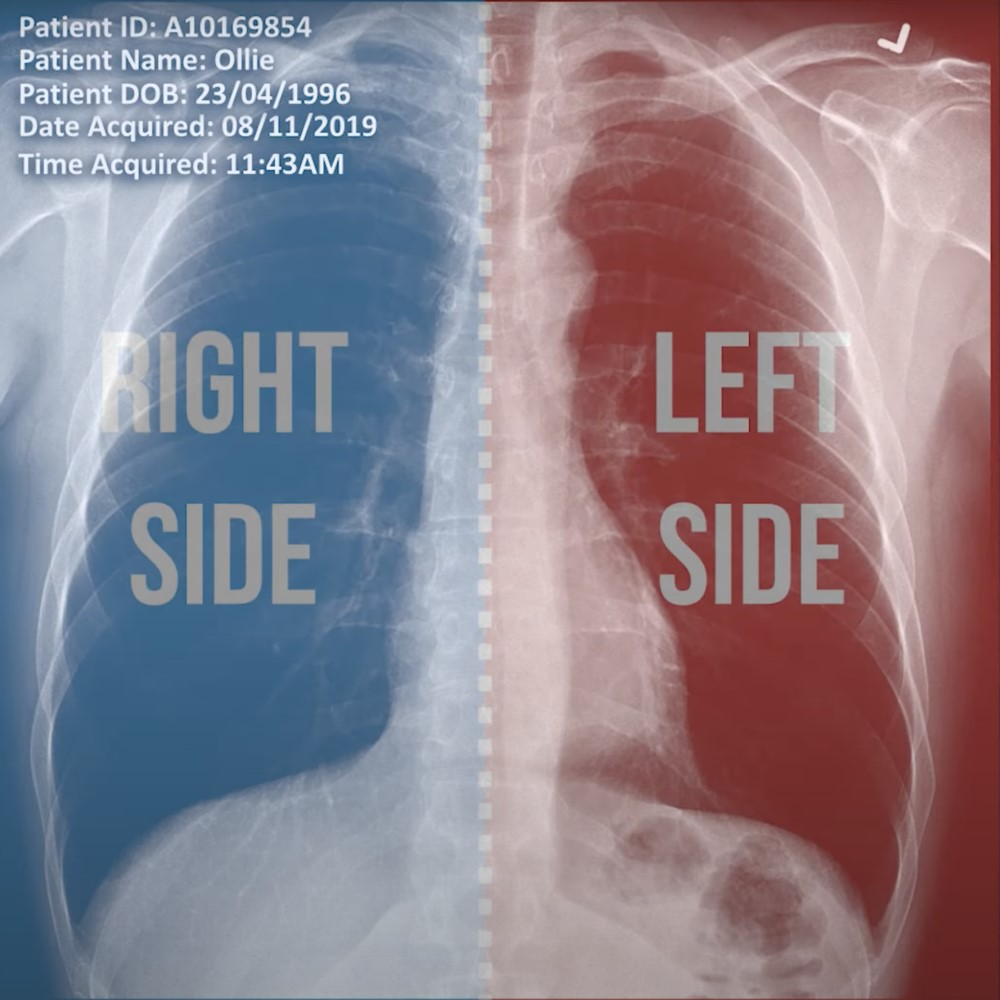 Patient ID: A10169854
Patient Name: Ollie
Patient DOB: 23/04/1996
Date Acquired: 08/11/2019
Time Acquired: 11:43AM
RIGHT
SIDE
LEFT
SIDE